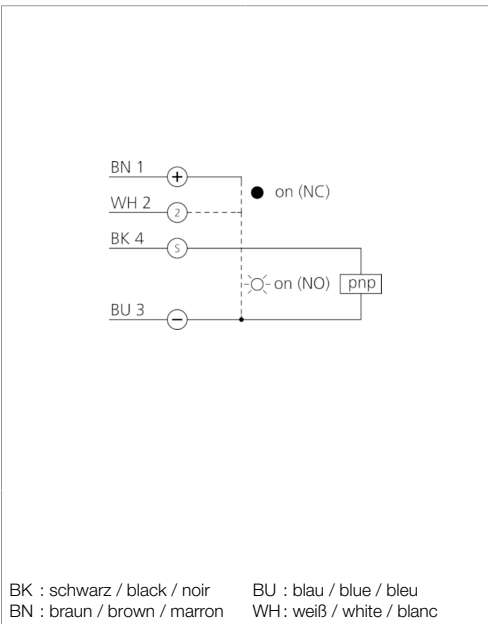 BN 1
+
on (NC)
WH 2
2
BK 4
S
on (NO) pnp
BU 3
−
BK : schwarz / black / noir BU : blau / blue / bleu
BN : braun / brown / marron WH : weiß / white / blanc